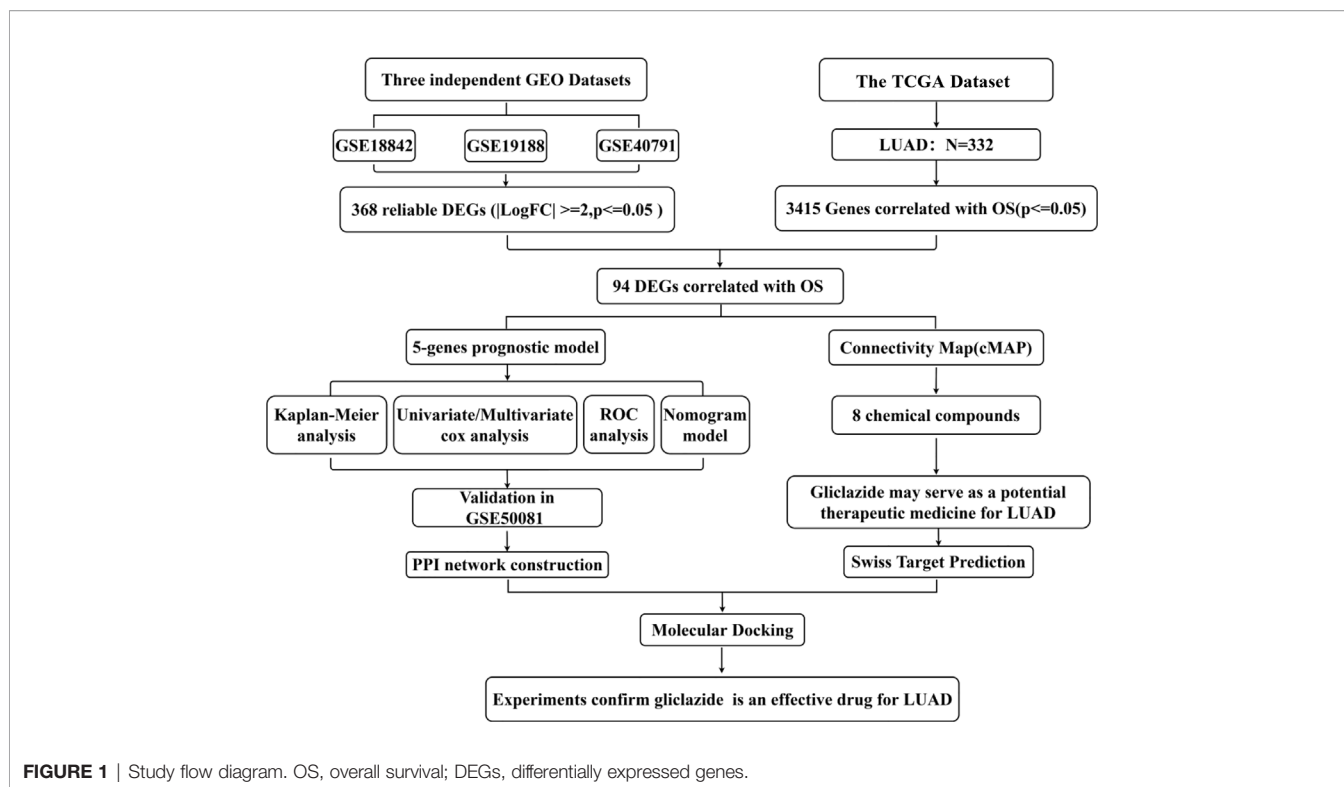 Three independent GEO Datasets
The TCGA Dataset
GSE18842
GSE19188
GSE40791
LUAD: N=332
368 reliable DEGs (|LogFC| >=2,p<=0.05 )
3415 Genes correlated with OS(p<=0.05)
94 DEGs correlated with OS
5-genes prognostic model
Connectivity Map(cMAP)
Kaplan-Meier
analysis
Univariate/Multivariate
cox analysis
ROC
analysis
Nomogram
model
8 chemical compounds
Validation in
GSE50081
Gliclazide may serve as a potential
therapeutic medicine for LUAD
PPI network construction
Swiss Target Prediction
Molecular Docking
Experiments confirm gliclazide is an effective drug for LUAD
FIGURE 1 | Study flow diagram. OS, overall survival; DEGs, differentially expressed genes.